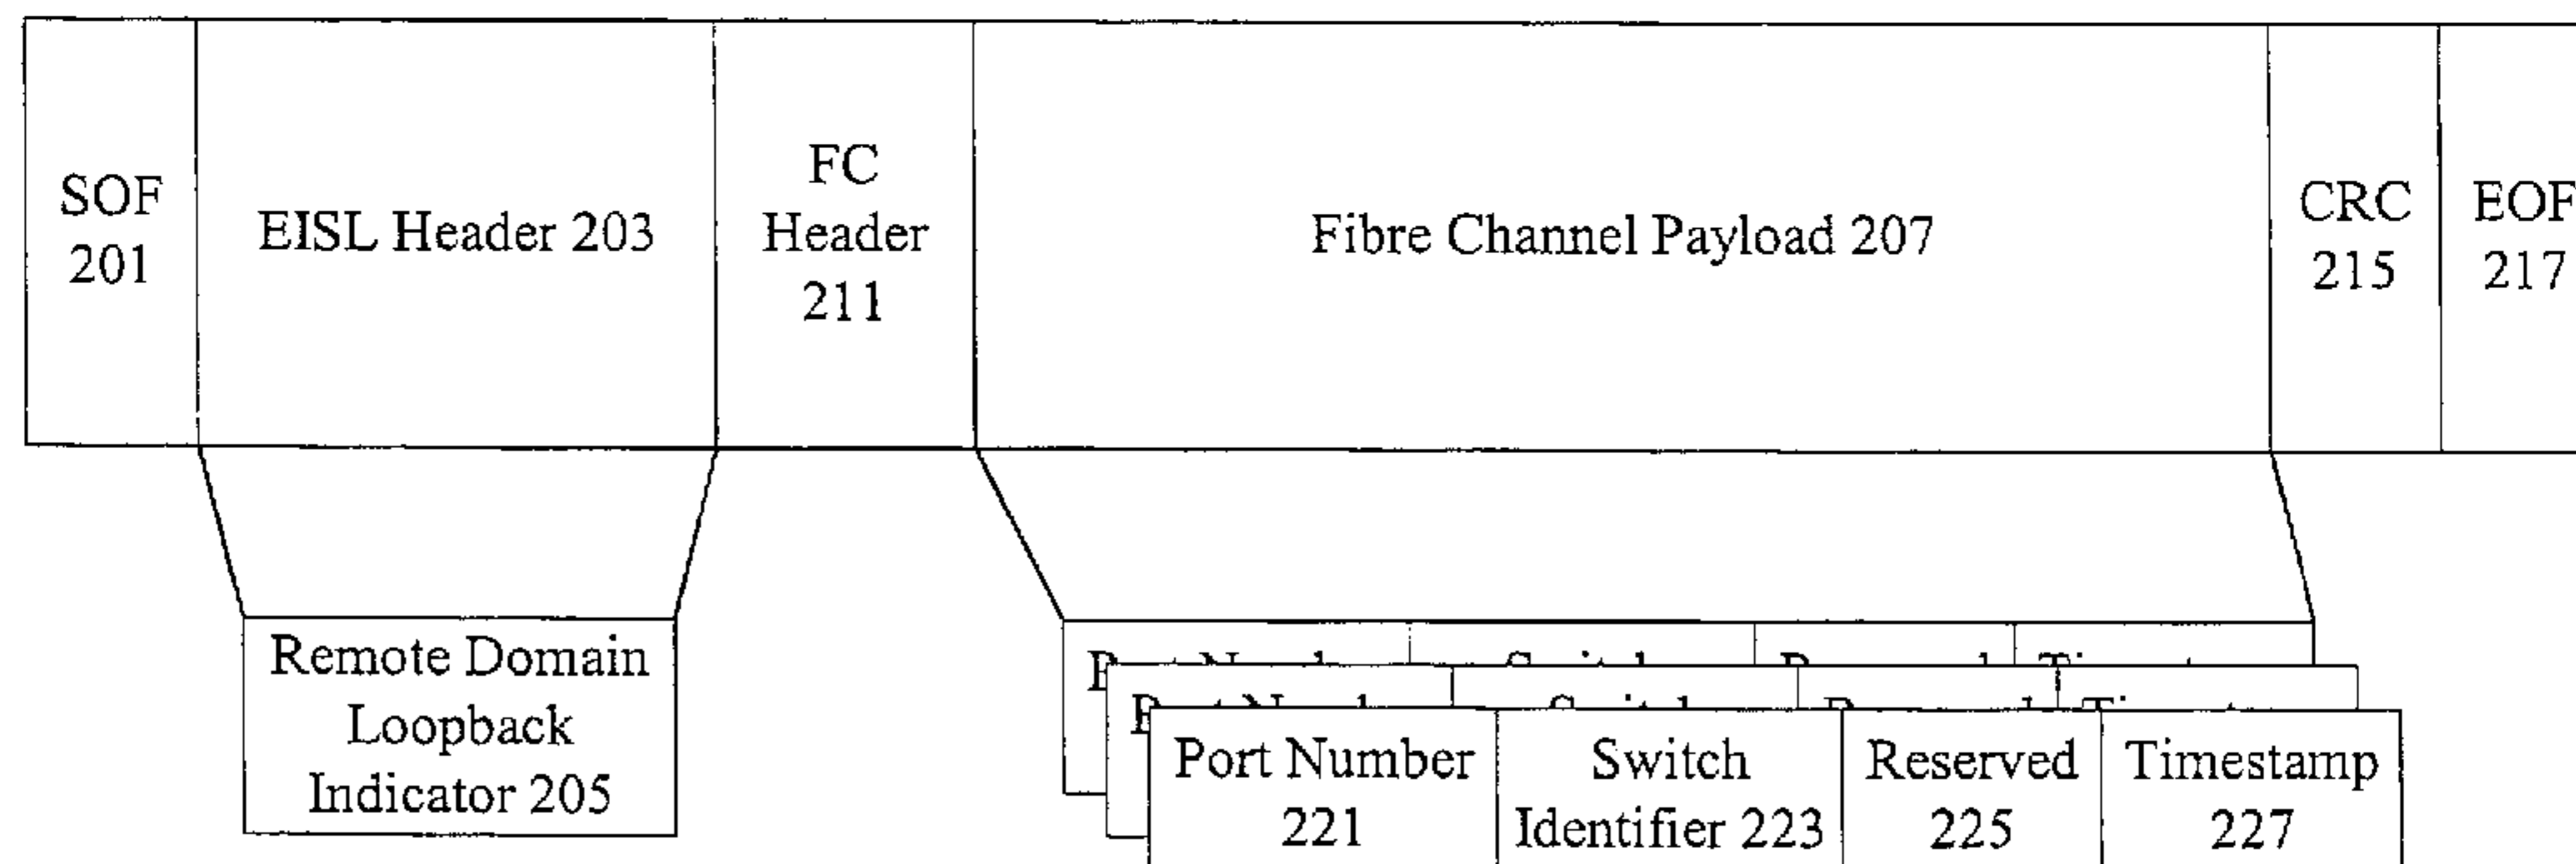 SOF
201
EISL Header 203
FC
Header
211
Fibre Channel Payload 207
CRC
215
EOF
217
Remote Domain
Loopback
Indicator 205
Port Number
221
Switch
Identifier 223
Reserved
225
Timestamp
227